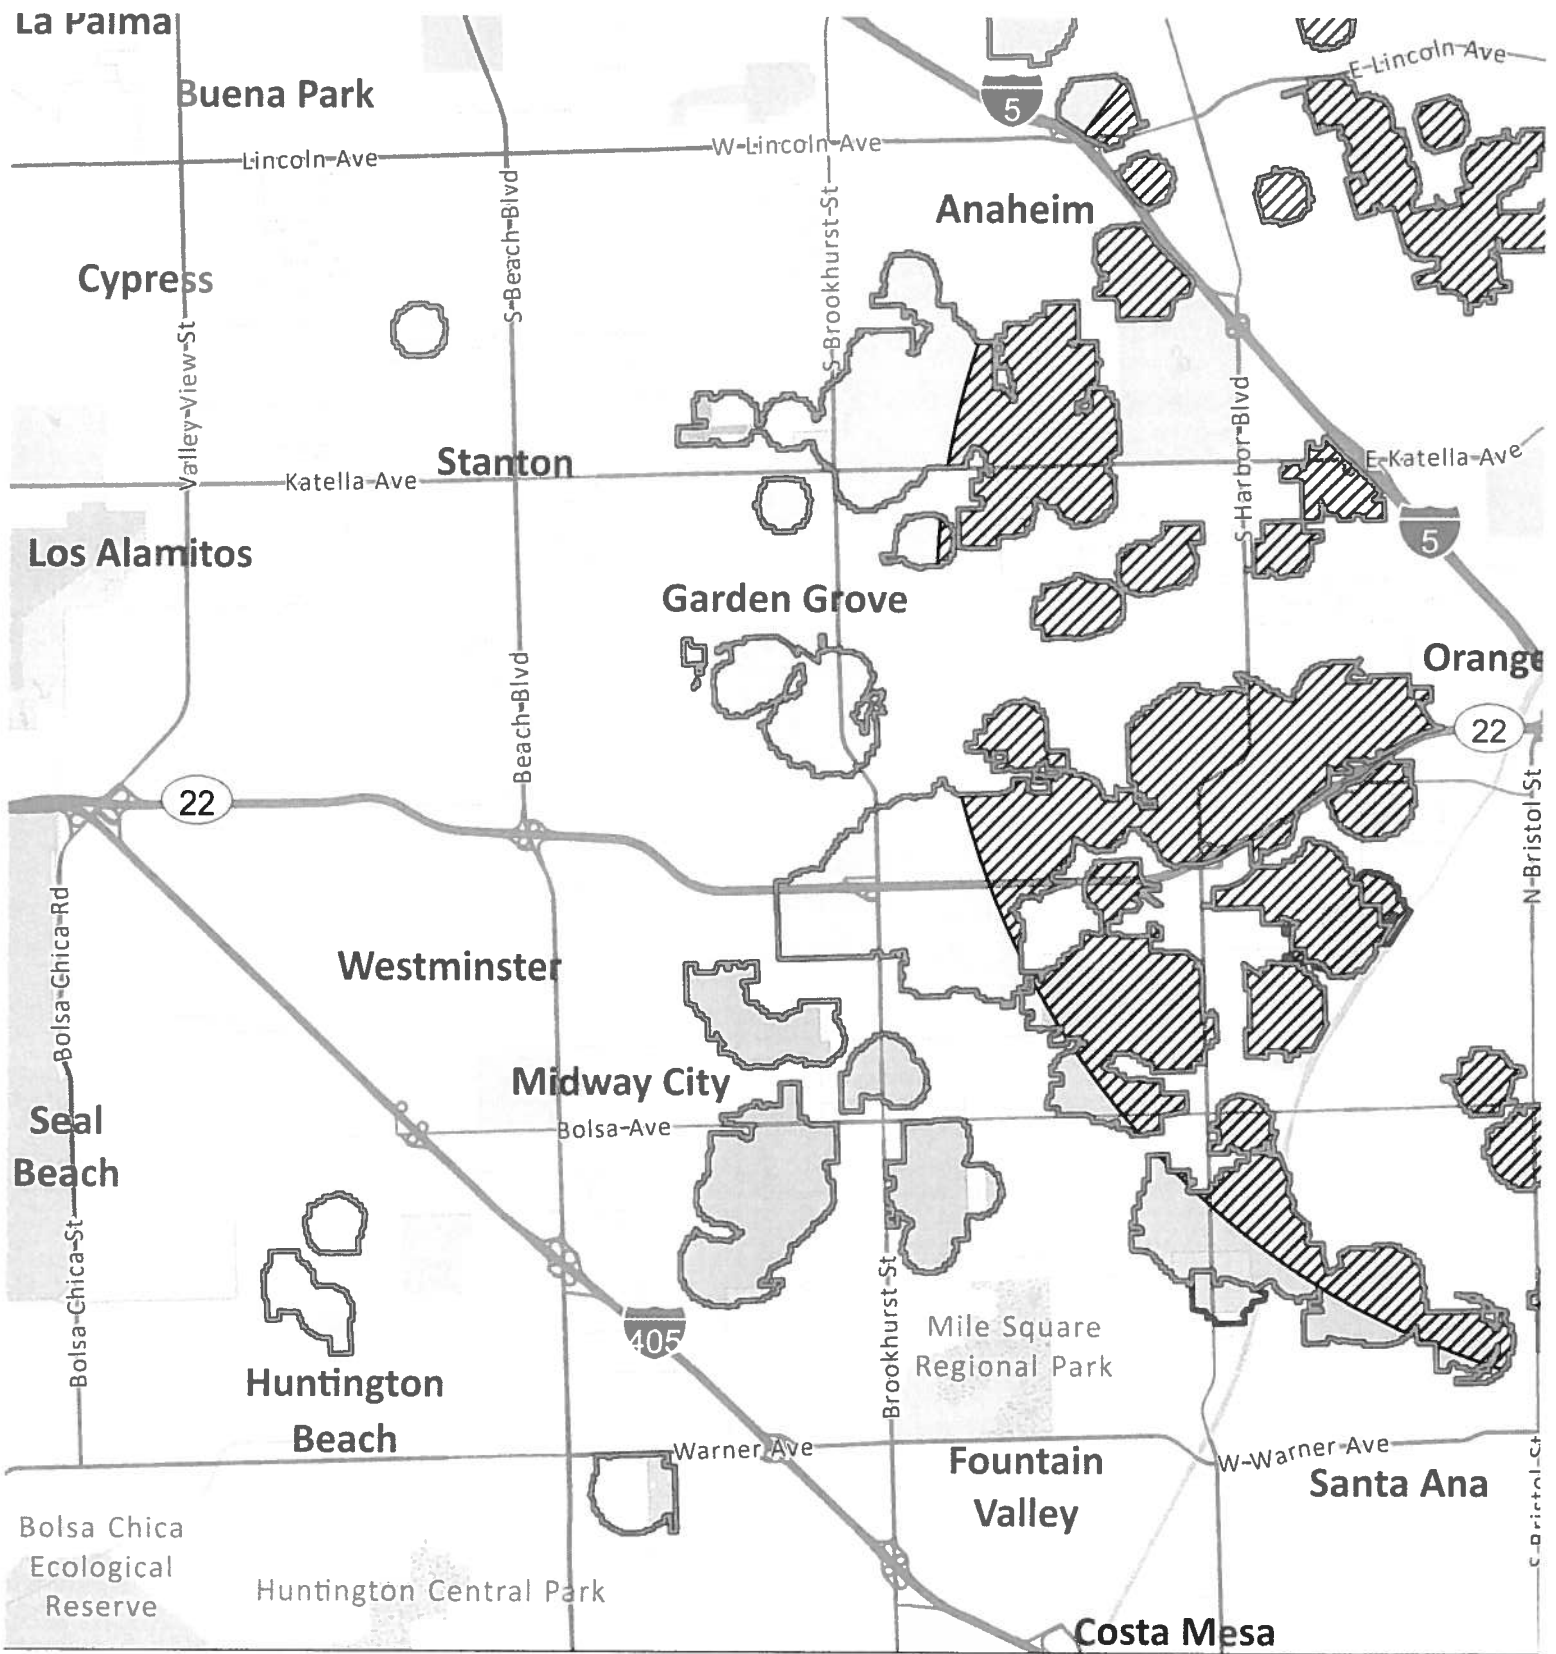 La Palma
Buena Park
5
E-Lincoln-Ave
Lincoln-Ave
W-Lincoln-Ave
S-Beach-Blvd
S-Brookhurst-St
Anaheim
Cypress
Valley-View-St
S-Harbor-Blvd
Stanton
Katella-Ave
E-Katella-Ave
5
Los Alamitos
Garden Grove
Orange
Beach-Blvd
22
22
N-Bristol-St
Bolsa-Chica-Rd
Westminster
Midway City
Bolsa-Ave
Seal
Beach
Bolsa-Chica-St
Brookhurst-St
405
Mile Square
Regional Park
Huntington
Beach
Warner-Ave
W-Warner-Ave
Fountain
Valley
Santa Ana
S-Bristol-St
Bolsa Chica
Ecological
Reserve
Huntington Central Park
Costa Mesa